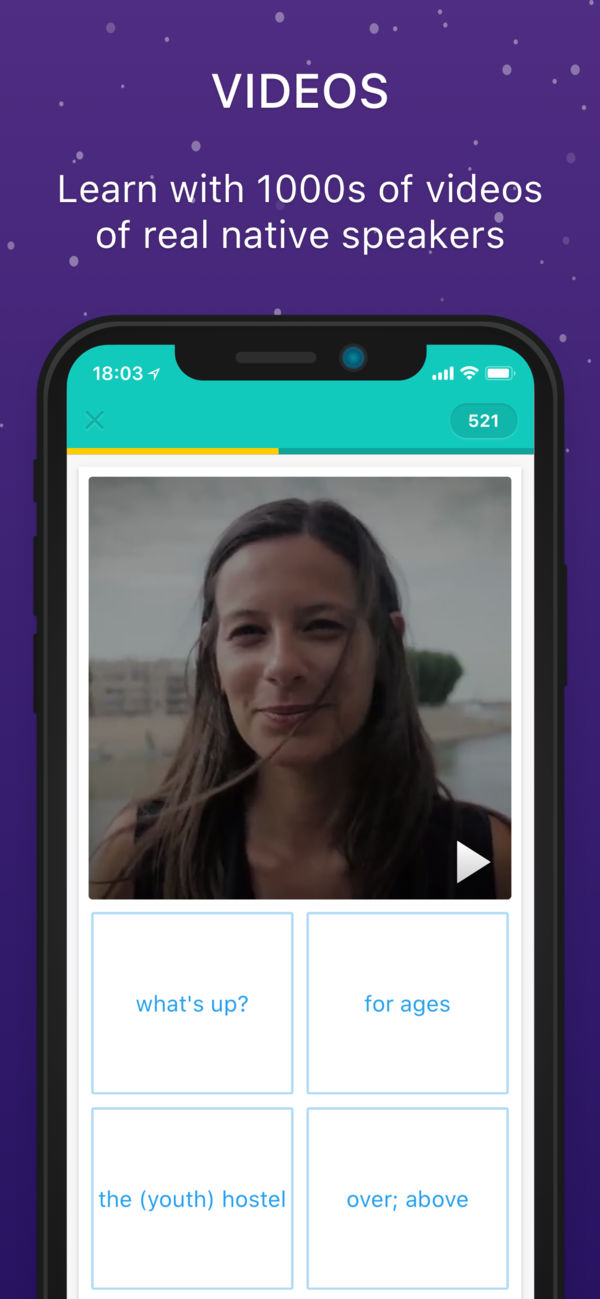 VIDEOS
Learn with 1000s of videos
of real native speakers
18:03
521
what's up?
for ages
the (youth) hostel
over; above